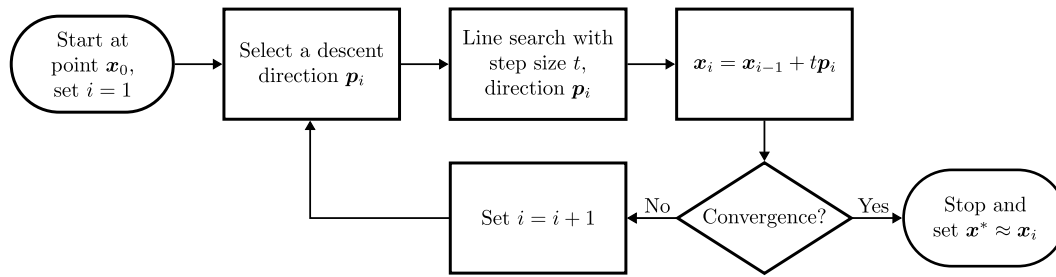 Start at
point x₀,
set i = 1
Select a descent
direction pᵢ
Line search with
step size t,
direction pᵢ
xᵢ = xᵢ₋₁ + tpᵢ
Set i = i + 1
No
Convergence?
Yes
Stop and
set x* ≈ xᵢ